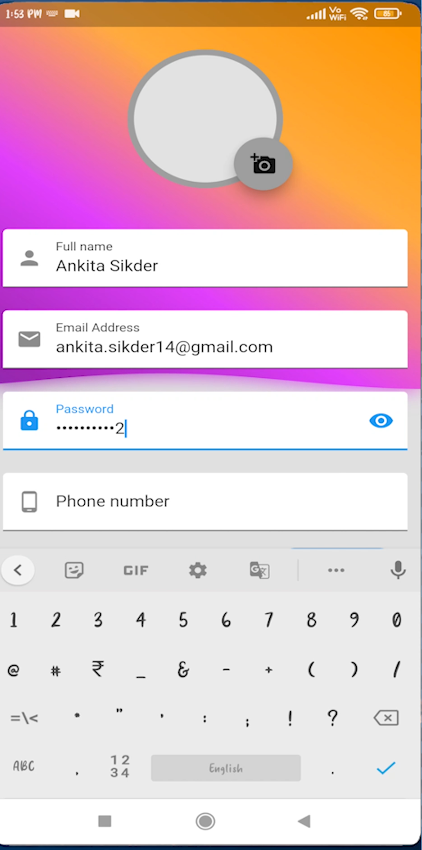 1:53 PM
Vo
WiFi
Full name
Ankita Sikder
Email Address
ankita.sikder14@gmail.com
Password
••••••••••2
Phone number
GIF
1 2 3 4 5 6 7 8 9 0
@ # ₹ _ & - + ( ) /
=\< * " ' : ; ! ?
ABC , 12 English .
34